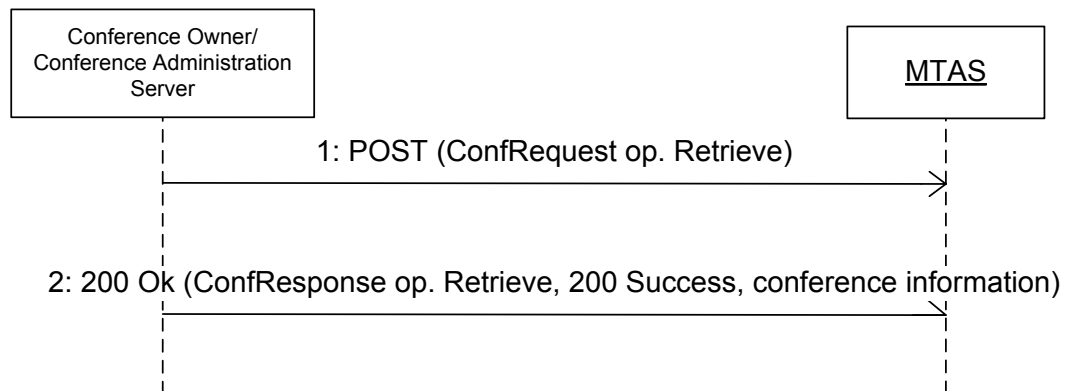 Conference Owner/
Conference Administration
Server
MTAS
1: POST (ConfRequest op. Retrieve)
2: 200 Ok (ConfResponse op. Retrieve, 200 Success, conference information)